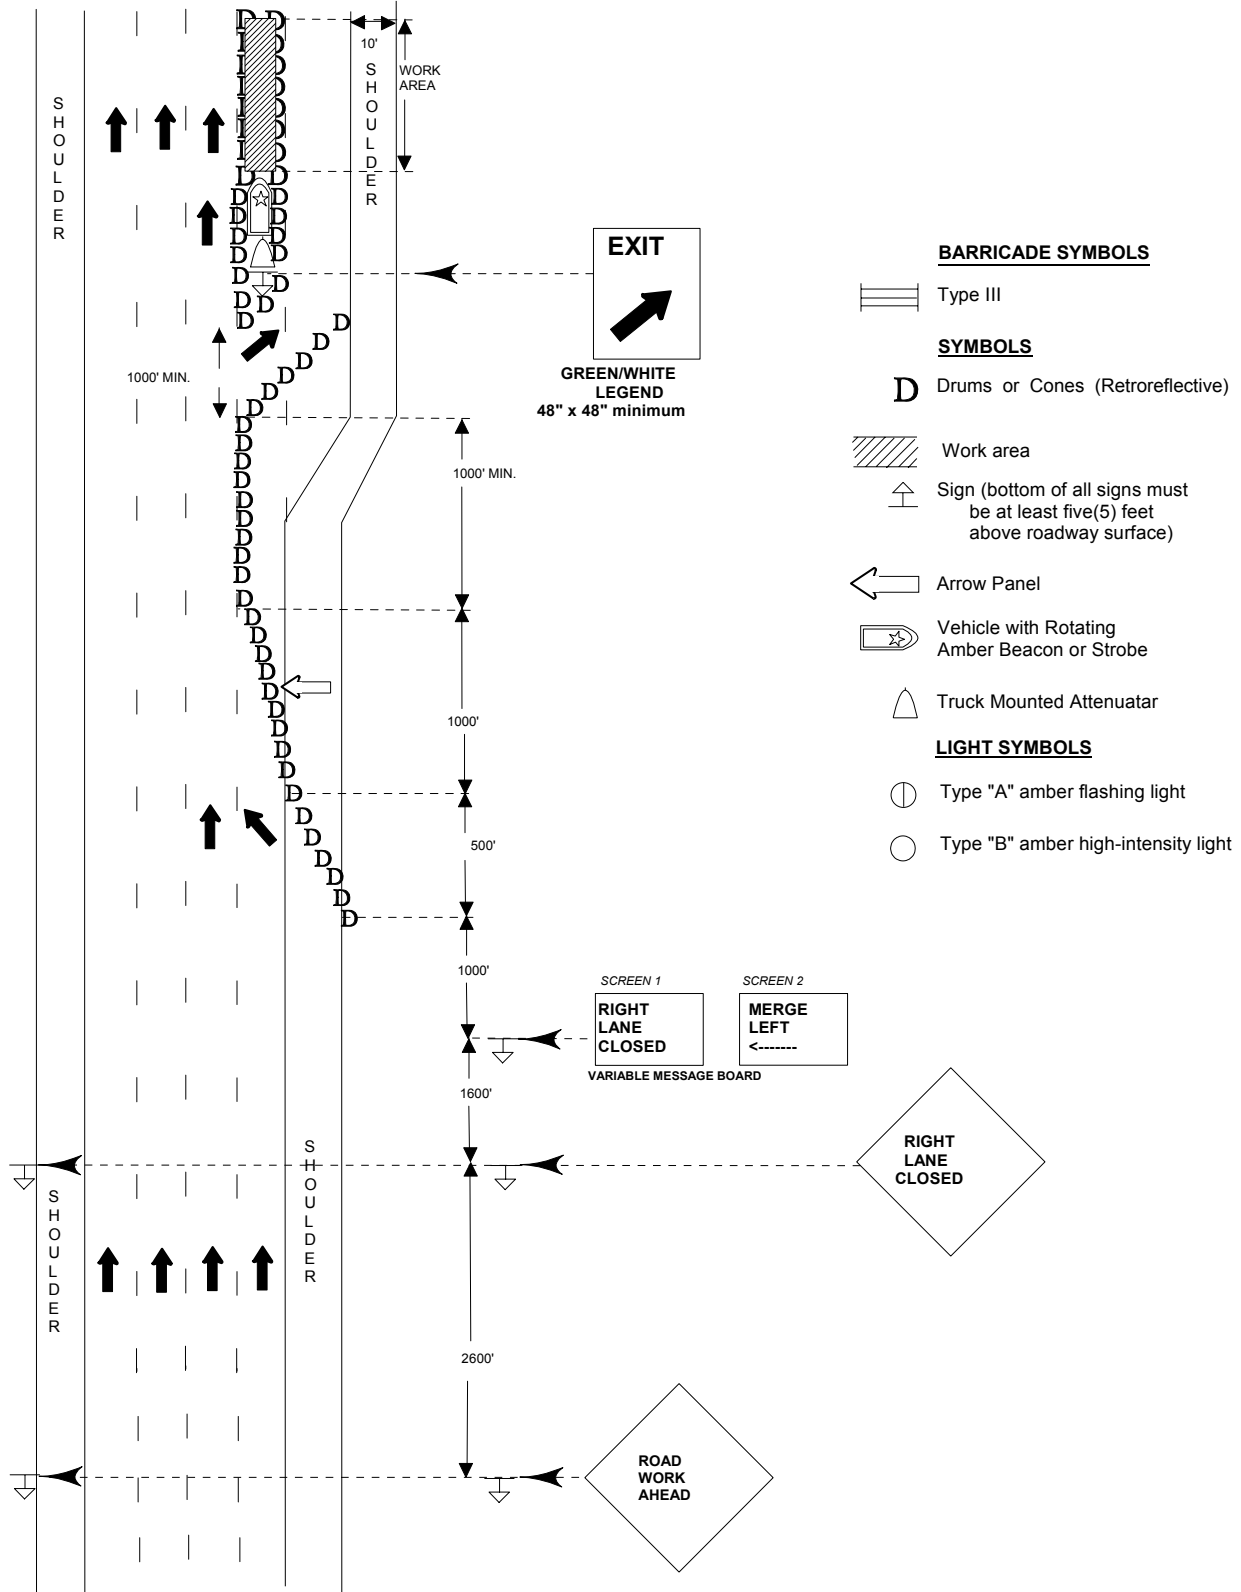 10'
WORK
AREA
SHOULDER
SHOULDER
D
EXIT
GREEN/WHITE
LEGEND
48" x 48" minimum
1000' MIN.
1000' MIN.
1000'
500'
1000'
SCREEN 1
RIGHT
LANE
CLOSED
SCREEN 2
MERGE
LEFT
<-------
VARIABLE MESSAGE BOARD
1600'
RIGHT
LANE
CLOSED
SHOULDER
SHOULDER
2600'
ROAD
WORK
AHEAD
BARRICADE SYMBOLS
Type III
SYMBOLS
D Drums or Cones (Retroreflective)
Work area
Sign (bottom of all signs must
be at least five(5) feet
above roadway surface)
Arrow Panel
Vehicle with Rotating
Amber Beacon or Strobe
Truck Mounted Attenuatar
LIGHT SYMBOLS
Type "A" amber flashing light
Type "B" amber high-intensity light